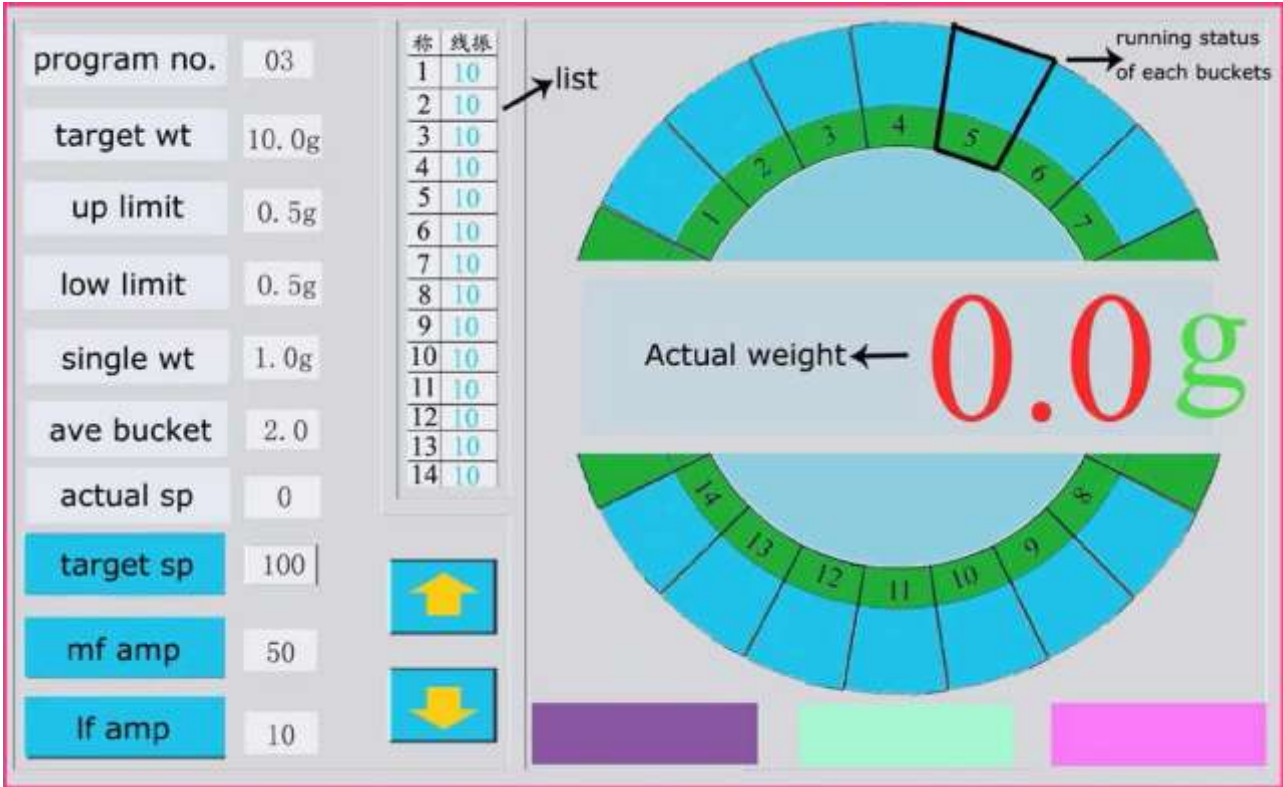 program no. 03
target wt 10.0g
up limit 0.5g
low limit 0.5g
single wt 1.0g
ave bucket 2.0
actual sp 0
target sp 100
mf amp 50
lf amp 10
称 线振
1 10
2 10
3 10
4 10
5 10
6 10
7 10
8 10
9 10
10 10
11 10
12 10
13 10
14 10
list
running status
of each buckets
1
2
3
4
5
6
7
Actual weight
0.0g
14
13
12
11
10
9
8